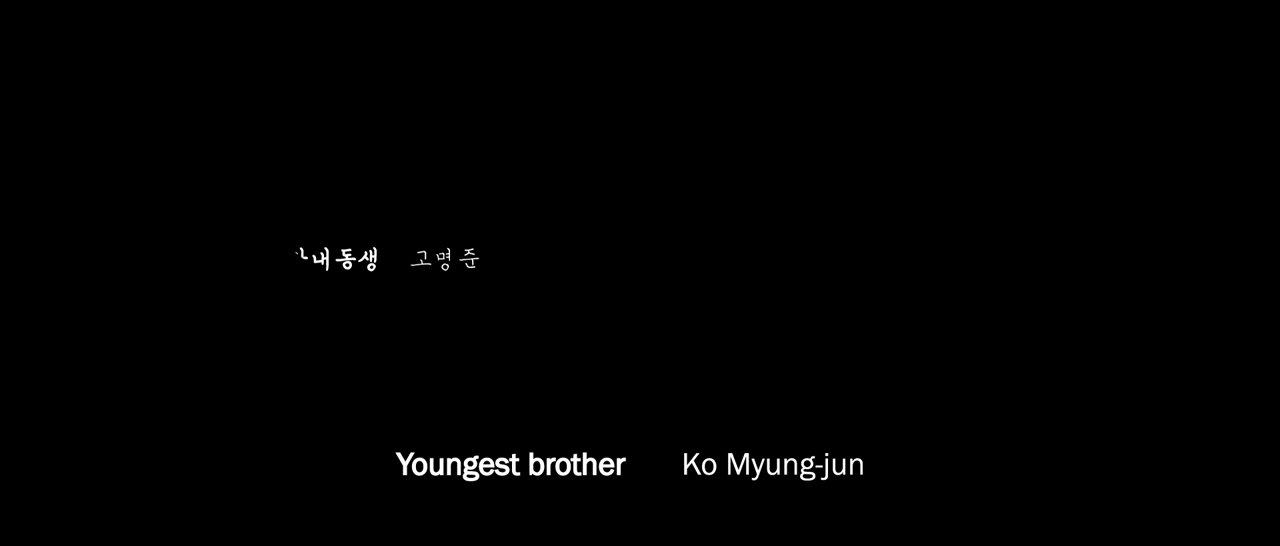 내동생 고명준
Youngest brother Ko Myung-jun